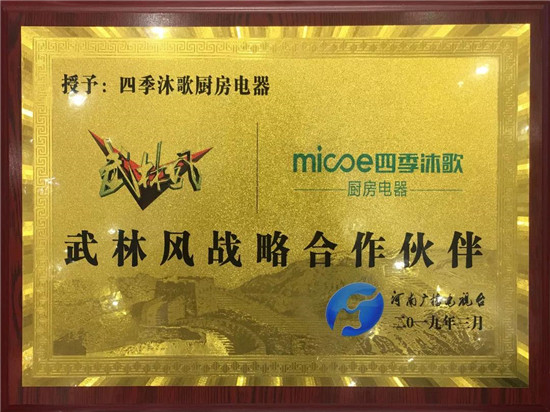 授予：四季沐歌厨房电器
武林风
micoe四季沐歌
厨房电器
武林风战略合作伙伴
河南广播电视台
二〇一九年三月